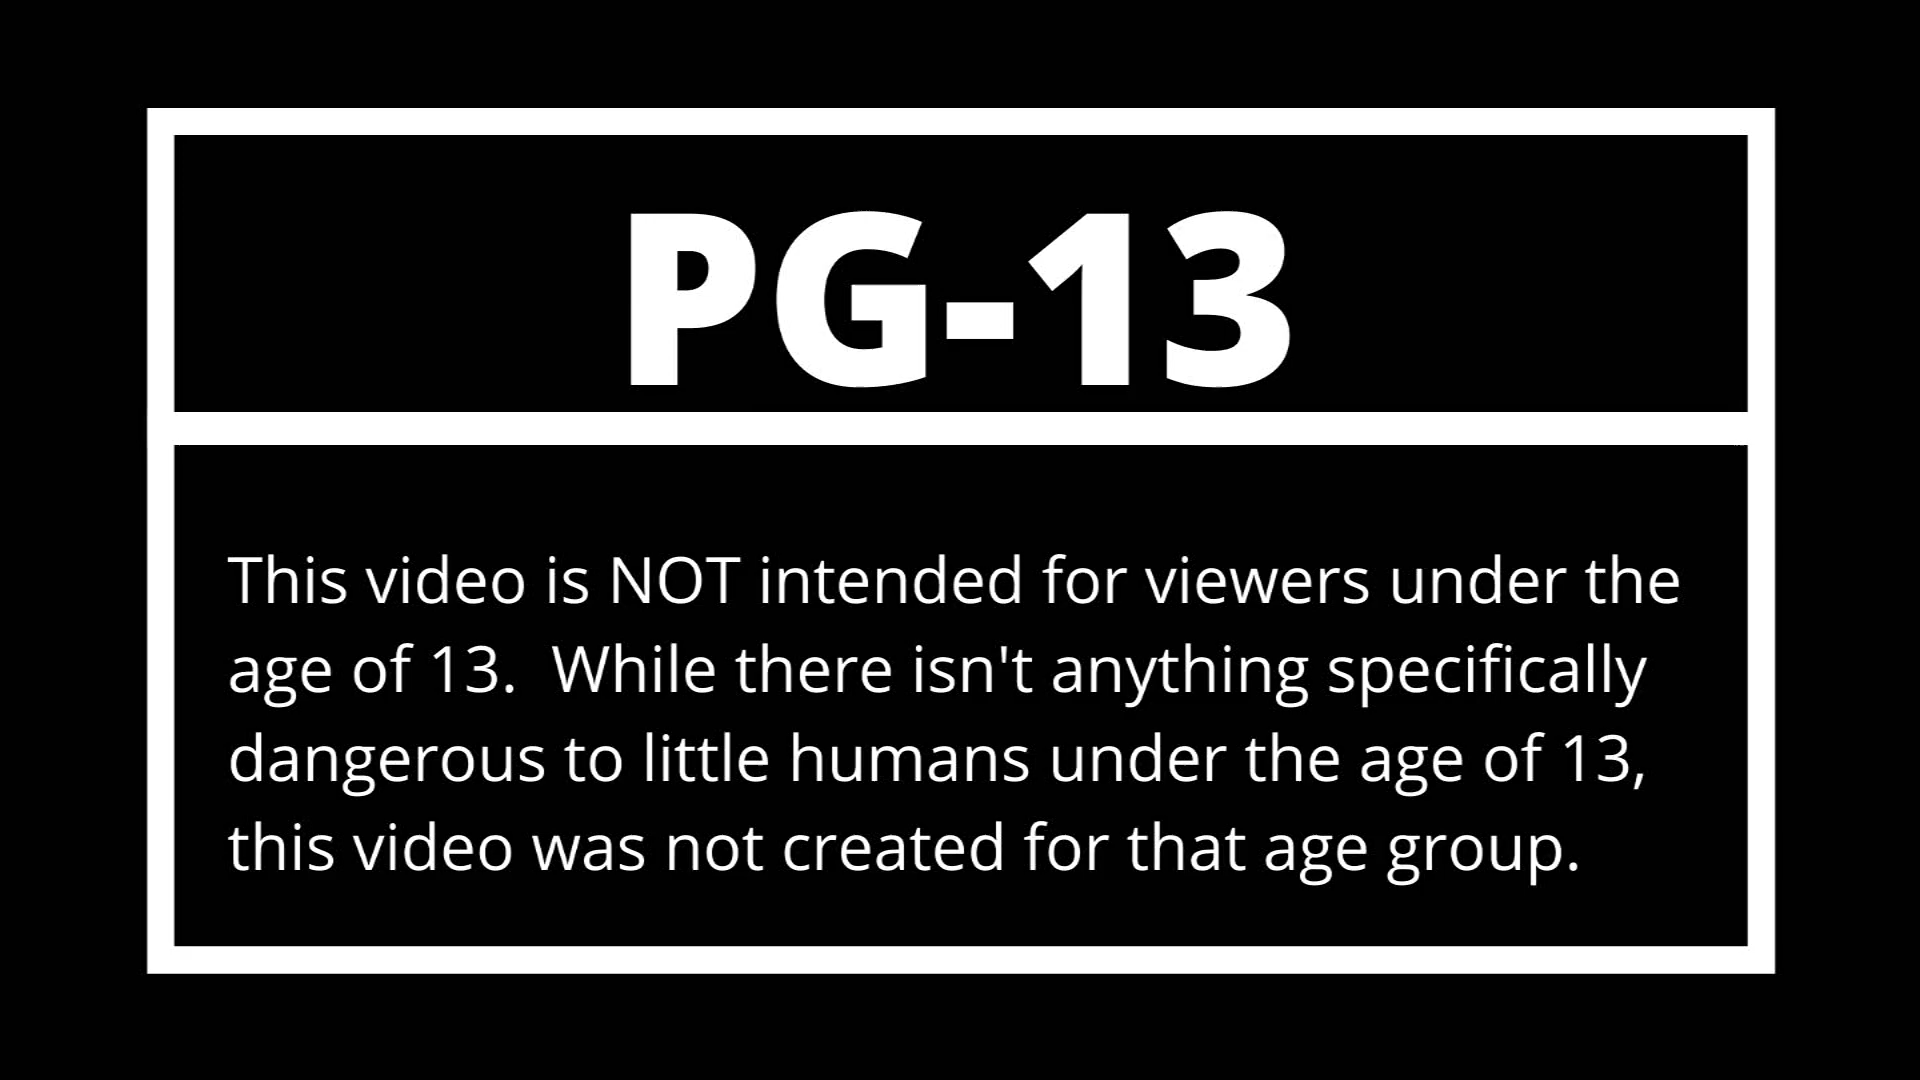 PG-13
This video is NOT intended for viewers under the
age of 13.  While there isn't anything specifically
dangerous to little humans under the age of 13,
this video was not created for that age group.